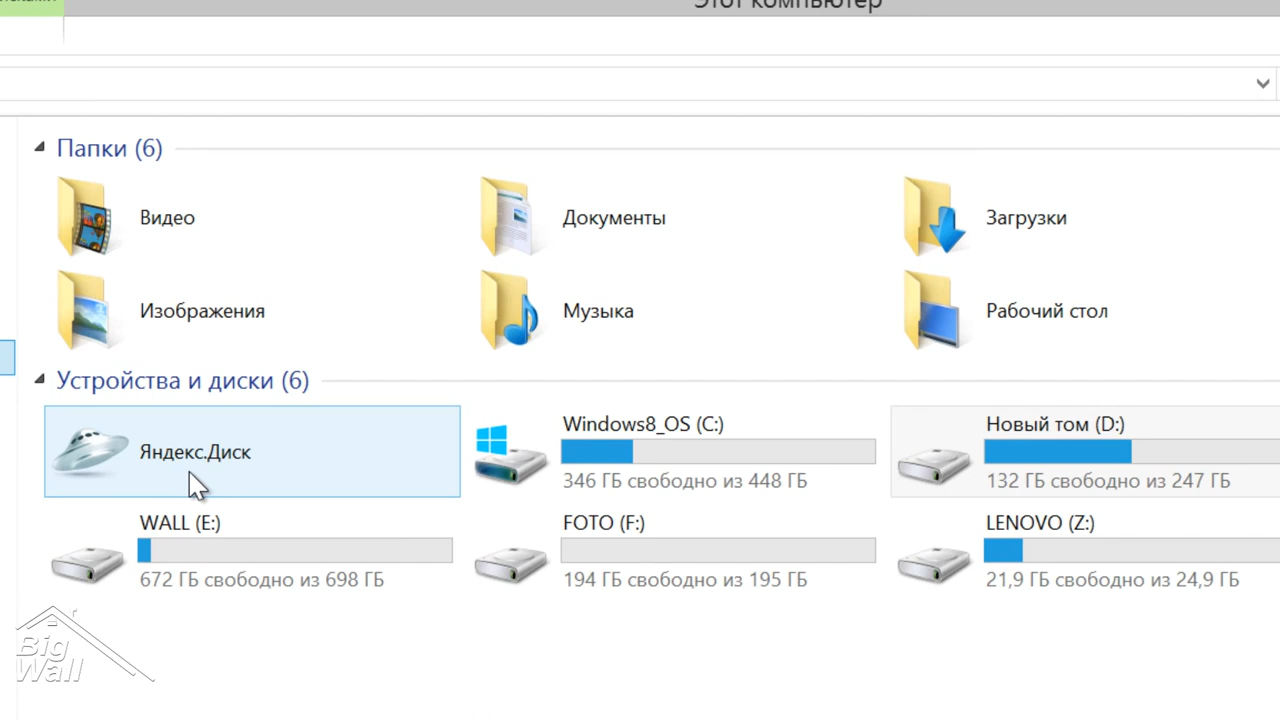 Этот компьютер
Папки (6)
Видео
Документы
Загрузки
Изображения
Музыка
Рабочий стол
Устройства и диски (6)
Яндекс.Диск
Windows8_OS (C:)
346 ГБ свободно из 448 ГБ
Новый том (D:)
132 ГБ свободно из 247 ГБ
WALL (E:)
672 ГБ свободно из 698 ГБ
FOTO (F:)
194 ГБ свободно из 195 ГБ
LENOVO (Z:)
21,9 ГБ свободно из 24,9 ГБ
Big
Wall